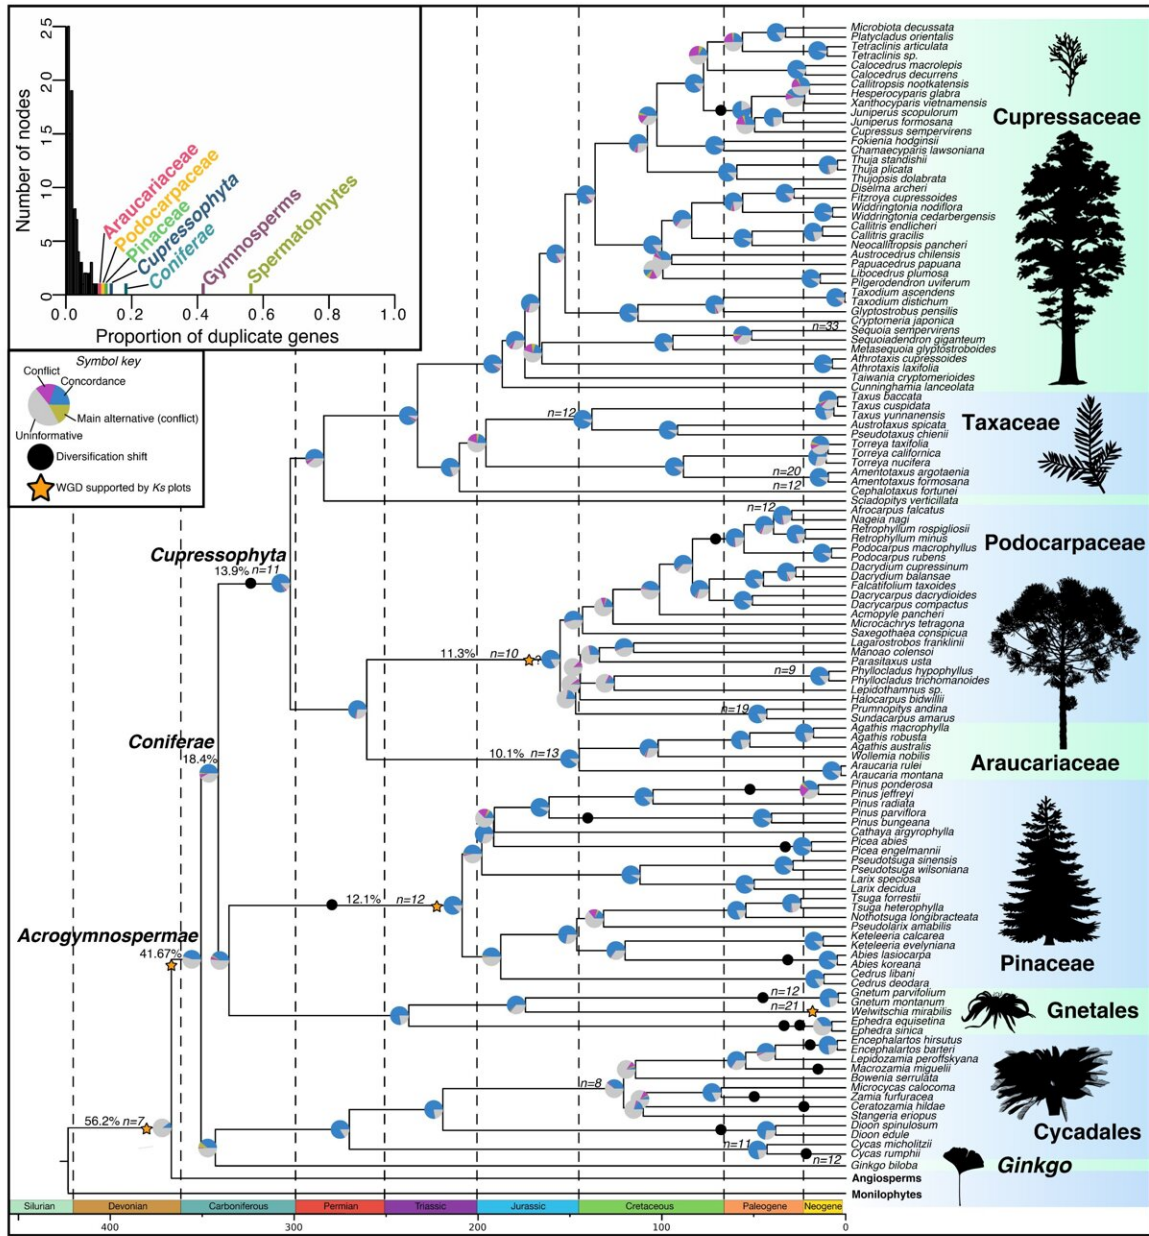 2.5
2.0
1.5
1.0
5
0
Number of nodes
Araucariaceae
Podocarpaceae
Pinaceae
Cupressophyta
Coniferae
Gymnosperms
Spermatophytes
0.0 0.2 0.4 0.6 0.8 1.0
Proportion of duplicate genes
Symbol key
Conflict
Concordance
Main alternative (conflict)
Uninformative
Diversification shift
WGD supported by Ks plots
Microbiota decussata
Platycladus orientalis
Tetraclinis articulata
Tetraclinis sp.
Calocedrus macrolepis
Calocedrus decurrens
Callitropsis nootkatensis
Hesperocyparis glabra
Xanthocyparis vietnamensis
Juniperus scopulorum
Juniperus formosana
Cupressus sempervirens
Fokienia hodginsii
Chamaecyparis lawsoniana
Thuja standishii
Thuja plicata
Thujopsis dolabrata
Diselma archeri
Fitzroya cupressoides
Widdringtonia nodiflora
Widdringtonia cedarbergensis
Callitris endlicheri
Callitris gracilis
Neocallitropsis pancheri
Austrocedrus chilensis
Papuacedrus papuana
Libocedrus plumosa
Pilgerodendron uviferum
Taxodium ascendens
Taxodium distichum
Glyptostrobus pensilis
Cryptomeria japonica
n=33
Sequoia sempervirens
Sequoiadendron giganteum
Metasequoia glyptostroboides
Athrotaxis cupressoides
Athrotaxis laxifolia
Taiwania cryptomerioides
Cunninghamia lanceolata
Cupressaceae
Taxus baccata
Taxus cuspidata
n=12
Taxus yunnanensis
Austrotaxus spicata
Pseudotaxus chienii
Torreya taxifolia
Torreya californica
Torreya nucifera
n=20
Amentotaxus argotaenia
Amentotaxus formosana
n=12
Cephalotaxus fortunei
Taxaceae
Sciadopitys verticillata
n=12
Afrocarpus falcatus
Nageia nagi
Retrophyllum rospigliosii
Retrophyllum minus
Podocarpus macrophyllus
Podocarpus rubens
Dacrydium cupressinum
Dacrydium balansae
Falcatifolium taxoides
Dacrycarpus dacrydioides
Dacrycarpus compactus
Acmopyle pancheri
Microcachrys tetragona
Saxegothaea conspicua
Lagarostrobos franklinii
Manoao colensoi
Parasitaxus usta
n=9
Phyllocladus hypophyllus
Phyllocladus trichomanoides
Lepidothamnus sp.
Halocarpus bidwillii
n=19
Prumnopitys andina
Sundacarpus amarus
Podocarpaceae
Cupressophyta
13.9% n=11
11.3% n=10
Agathis macrophylla
Agathis robusta
Agathis australis
10.1% n=13
Wollemia nobilis
Araucaria rulei
Araucaria montana
Araucariaceae
Coniferae
18.4%
Pinus ponderosa
Pinus jeffreyi
Pinus radiata
Pinus parviflora
Pinus bungeana
Cathaya argyrophylla
Picea abies
Picea engelmannii
Pseudotsuga sinensis
Pseudotsuga wilsoniana
Larix speciosa
Larix decidua
12.1% n=12
Tsuga forrestii
Tsuga heterophylla
Nothotsuga longibracteata
Pseudolarix amabilis
Keteleeria calcarea
Keteleeria evelyniana
Abies lasiocarpa
Abies koreana
Cedrus libani
Cedrus deodara
Pinaceae
Acrogymnospermae
41.67%
n=12
Gnetum parvifolium
Gnetum montanum
n=21
Welwitschia mirabilis
Ephedra equisetina
Ephedra sinica
Gnetales
Encephalartos hirsutus
Encephalartos barteri
Lepidozamia peroffskyana
Macrozamia miguelii
n=8
Bowenia serrulata
Microcycas calocoma
Zamia furfuracea
Ceratozamia hildae
Stangeria eriopus
Dioon spinulosum
Dioon edule
n=11
Cycas micholitzii
Cycas rumphii
Cycadales
56.2% n=7
n=12
Ginkgo biloba
Ginkgo
Angiosperms
Monilophytes
Silurian Devonian Carboniferous Permian Triassic Jurassic Cretaceous Paleogene Neogene
400 300 200 100 0